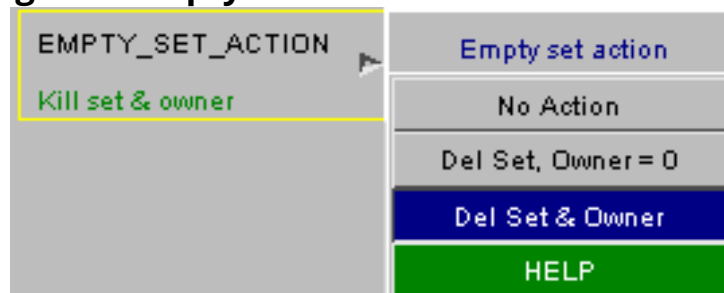 EMPTY_SET_ACTION
Kill set & owner
Empty set action
No Action
Del Set, Owner = 0
Del Set & Owner
HELP